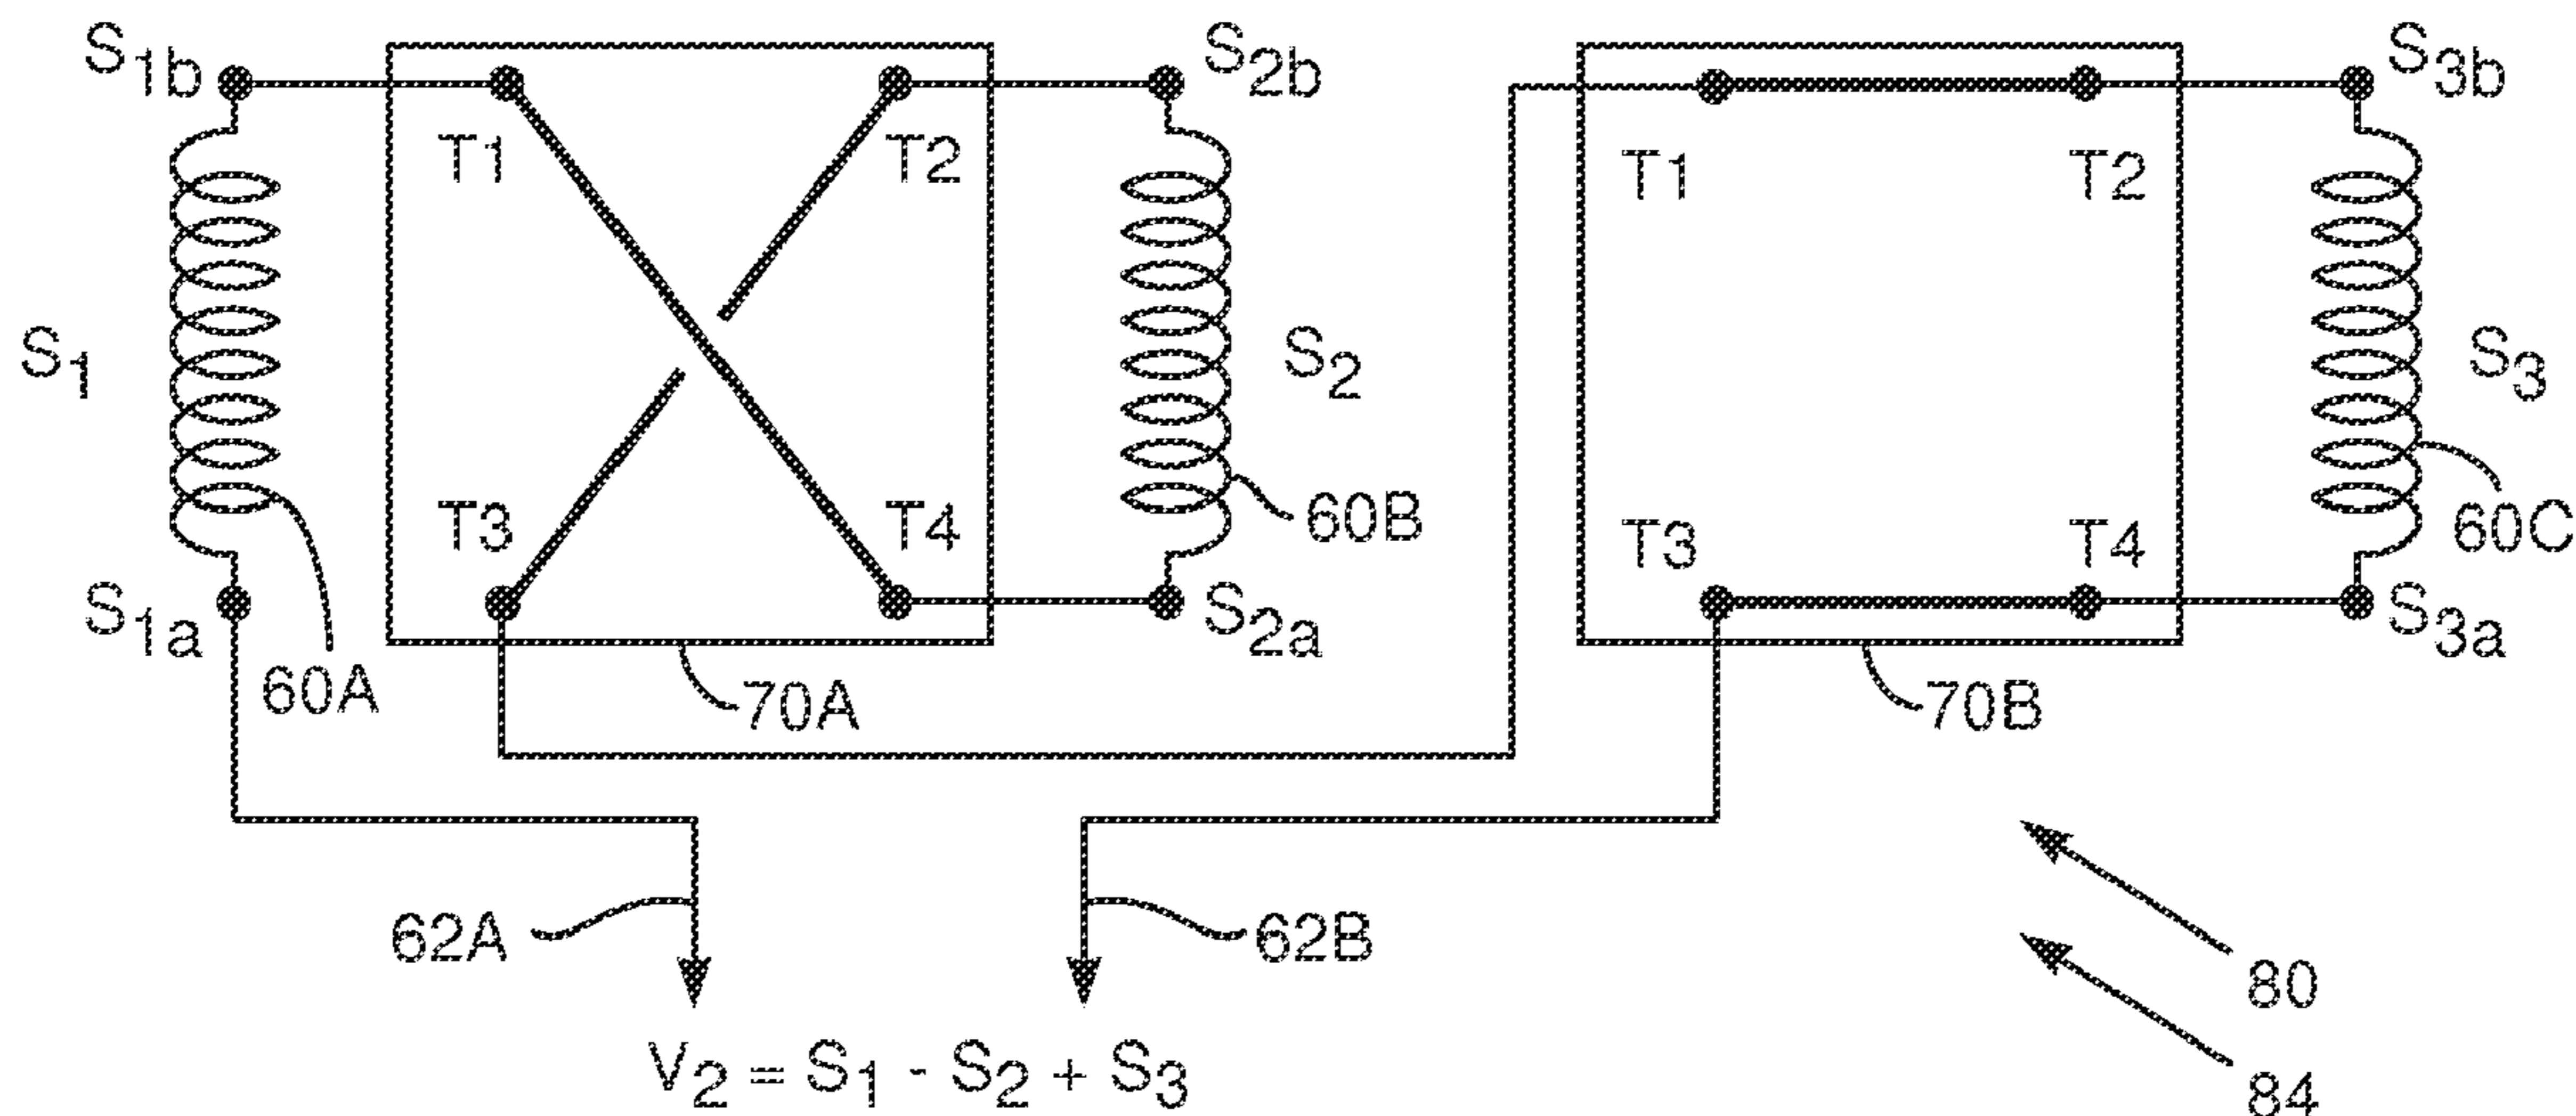 S1b
S2b
S3b
T1
T2
T1
T2
S1
S2
S3
T3
T4
60B
T3
T4
60C
S1a
S2a
S3a
60A
70A
70B
62A
62B
80
V2 = S1 - S2 + S3
84